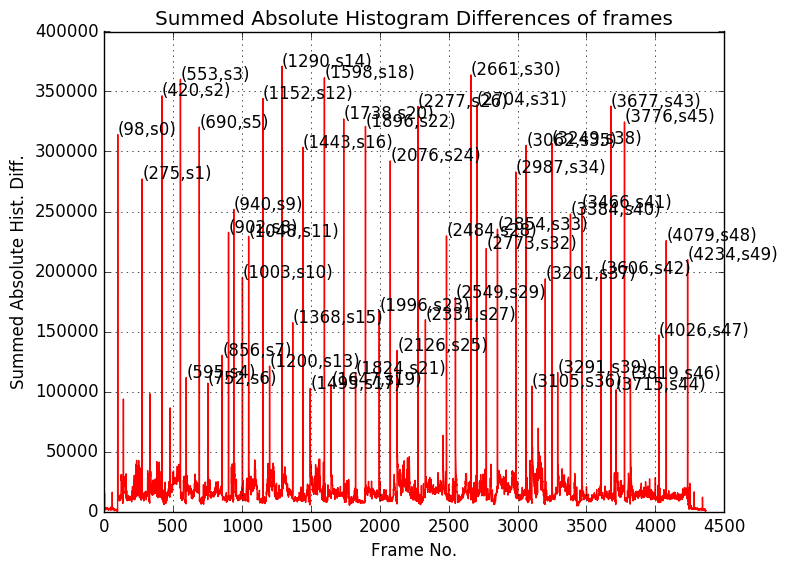 Summed Absolute Histogram Differences of frames
Summed Absolute Hist. Diff.
400000
350000
300000
250000
200000
150000
100000
50000
0
(98,s0)
(275,s1)
(420,s2)
(553,s3)
(595,s4)
(690,s5)
(752,s6)
(856,s7)
(902,s8)
(940,s9)
(1003,s10)
(1048,s11)
(1152,s12)
(1200,s13)
(1290,s14)
(1368,s15)
(1443,s16)
(1495,s17)
(1598,s18)
(1647,s19)
(1738,s20)
(1824,s21)
(1896,s22)
(1996,s23)
(2076,s24)
(2126,s25)
(2277,s26)
(2331,s27)
(2484,s28)
(2549,s29)
(2661,s30)
(2704,s31)
(2773,s32)
(2854,s33)
(2987,s34)
(3062,s35)
(3105,s36)
(3201,s37)
(3249,s38)
(3291,s39)
(3384,s40)
(3466,s41)
(3606,s42)
(3677,s43)
(3715,s44)
(3776,s45)
(3819,s46)
(4026,s47)
(4079,s48)
(4234,s49)
0 500 1000 1500 2000 2500 3000 3500 4000 4500
Frame No.